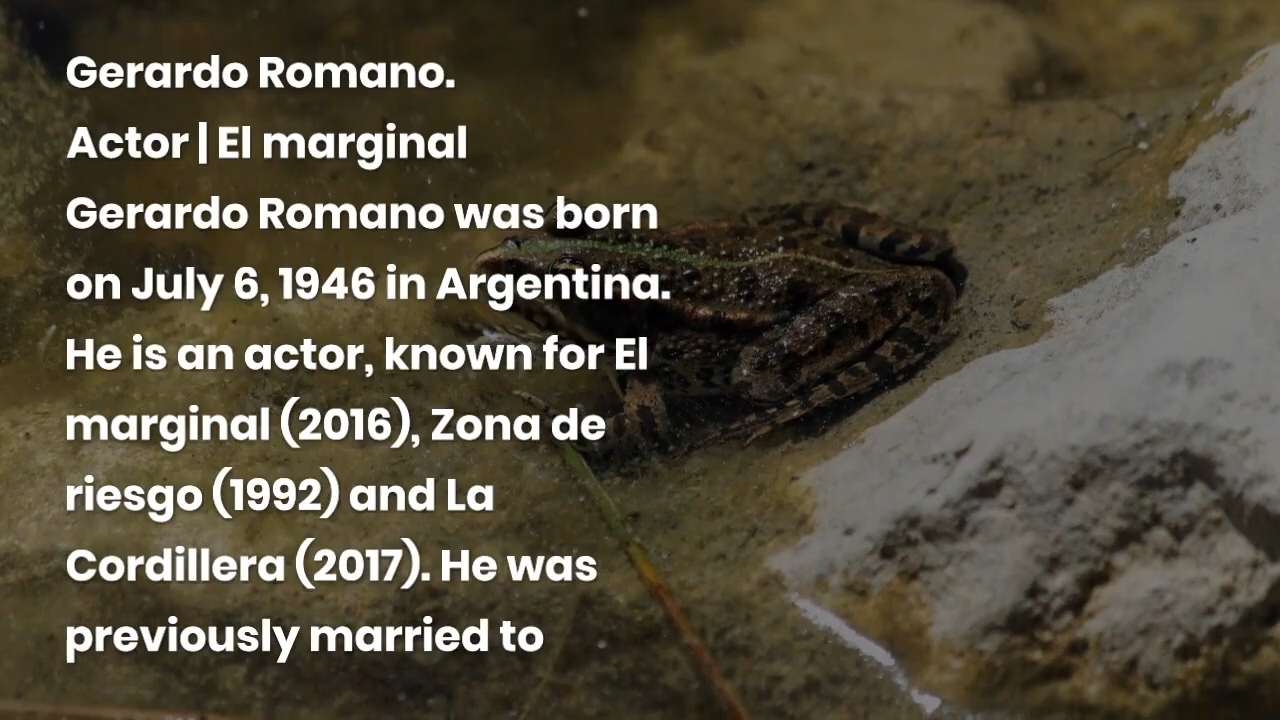 Gerardo Romano.
Actor | El marginal
Gerardo Romano was born
on July 6, 1946 in Argentina.
He is an actor, known for El
marginal (2016), Zona de
riesgo (1992) and La
Cordillera (2017). He was
previously married to